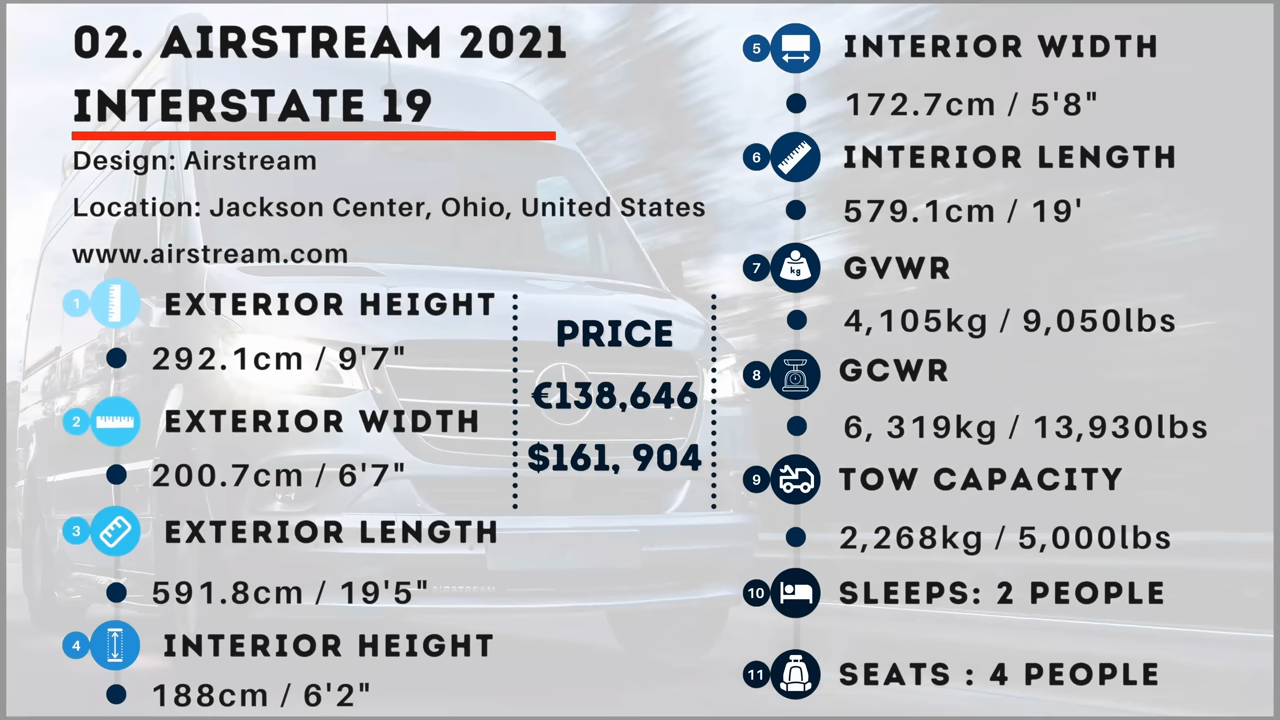 02. AIRSTREAM 2021
INTERSTATE 19
Design: Airstream
Location: Jackson Center, Ohio, United States
www.airstream.com
1 EXTERIOR HEIGHT
292.1cm / 9'7"
2 EXTERIOR WIDTH
200.7cm / 6'7"
3 EXTERIOR LENGTH
591.8cm / 19'5"
4 INTERIOR HEIGHT
188cm / 6'2"
PRICE
€138,646
$161, 904
5 INTERIOR WIDTH
172.7cm / 5'8"
6 INTERIOR LENGTH
579.1cm / 19'
7 kg GVWR
4,105kg / 9,050lbs
8 GCWR
6, 319kg / 13,930lbs
9 TOW CAPACITY
2,268kg / 5,000lbs
10 SLEEPS: 2 PEOPLE
11 SEATS : 4 PEOPLE
AIRSTREAM